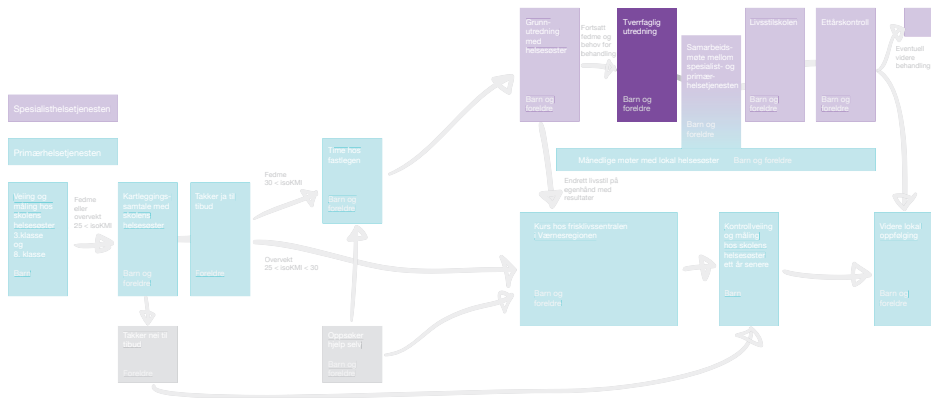 Spesialisthelsetjenesten
Primærhelsetjenesten
Veiing og
måling hos
skolens
helsesøster
3.klasse
og
8. klasse
Barn
Fedme
eller
overvekt
25 < isoKMI
Kartleggings-
samtale med
skolens
helsesøster
Barn og
foreldre
Takker ja til
tilbud
Foreldre
Takker nei til
tilbud
Foreldre
Fedme
30 < isoKMI
Overvekt
25 < isoKMI < 30
Time hos
fastlegen
Barn og
foreldre
Oppsøker
hjelp selv
Barn og
foreldre
Grunn-
utredning
med
helsesøster
Barn og
foreldre
Fortsatt
fedme og
behov for
behandling
Tverrfaglig
utredning
Barn og
foreldre
Samarbeids-
møte mellom
spesialist- og
primær-
helsetjenesten
Barn og
foreldre
Livsstilskolen
Barn og
foreldre
Ettårskontroll
Barn og
foreldre
Eventuell
videre
behandling
Månedlige møter med lokal helsesøster Barn og foreldre
Endrett livsstil på
egenhånd med
resultater
Kurs hos frisklivssentralen
i Værnesregionen
Barn og
foreldre
Kontrollveiing
og måling
hos skolens
helsesøster
ett år senere
Barn
Videre lokal
oppfølging
Barn og
foreldre